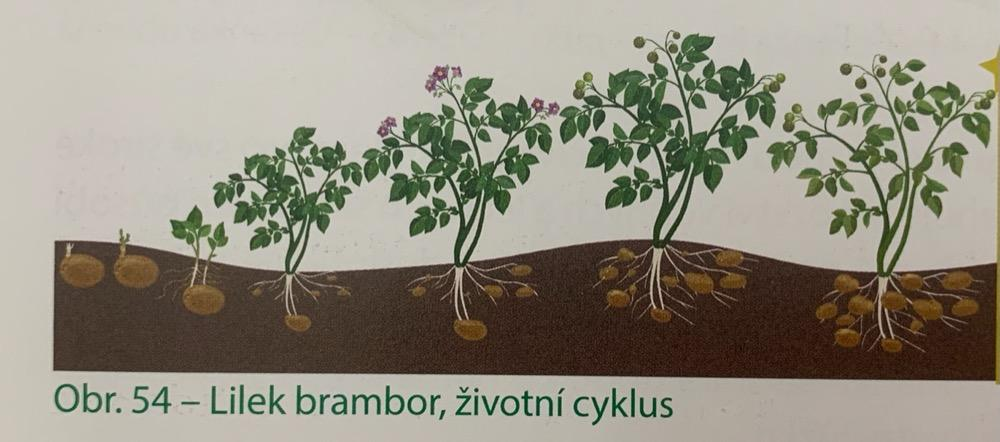 Obr. 54 – Lilek brambor, životní cyklus